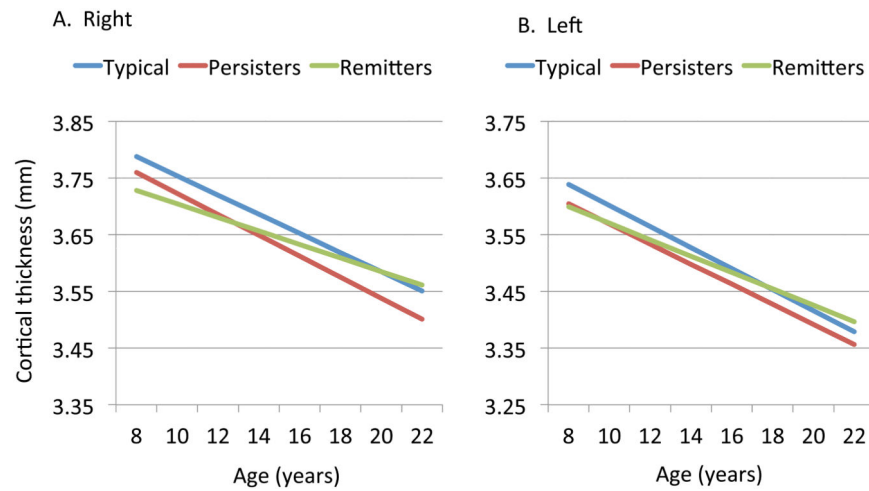 A. Right
Typical Persisters Remitters
3.85
3.75
3.65
3.55
3.45
3.35
Cortical thickness (mm)
8 10 12 14 16 18 20 22
Age (years)
B. Left
Typical Persisters Remitters
3.75
3.65
3.55
3.45
3.35
3.25
8 10 12 14 16 18 20 22
Age (years)